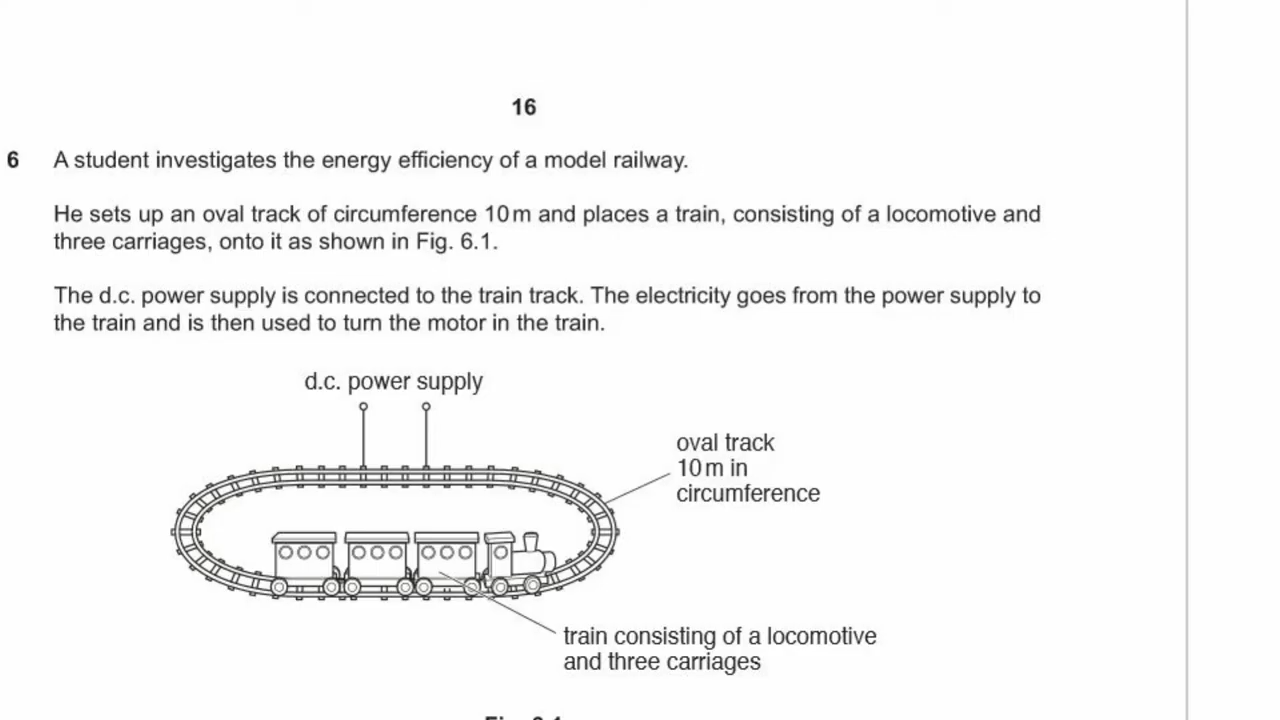 16
6 A student investigates the energy efficiency of a model railway.
He sets up an oval track of circumference 10 m and places a train, consisting of a locomotive and
three carriages, onto it as shown in Fig. 6.1.
The d.c. power supply is connected to the train track. The electricity goes from the power supply to
the train and is then used to turn the motor in the train.
d.c. power supply
oval track
10 m in
circumference
train consisting of a locomotive
and three carriages